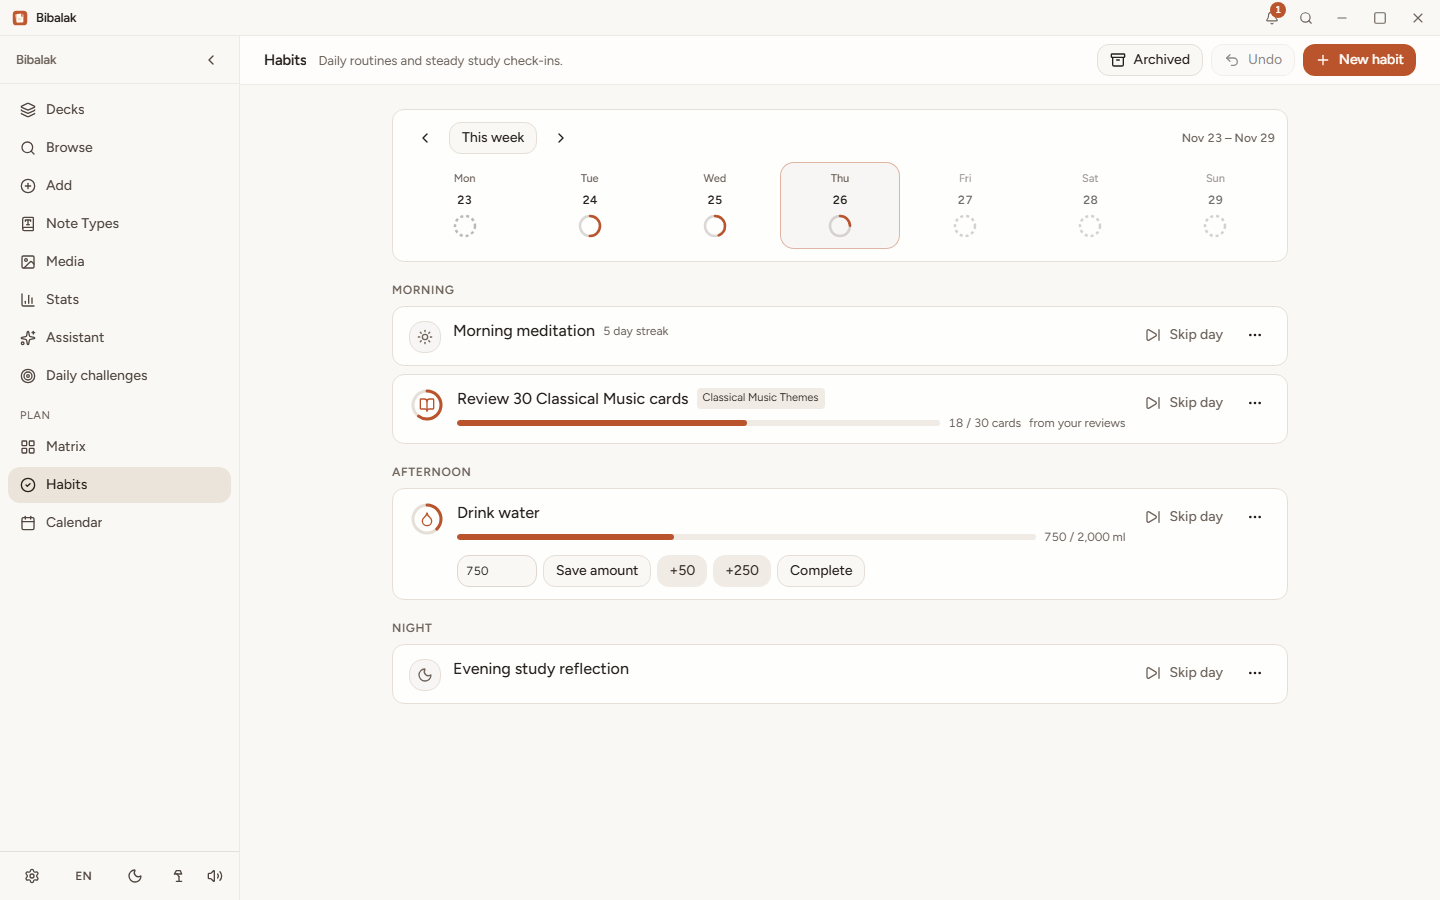 Bibalak
1
Bibalak
Habits Daily routines and steady study check-ins.
Archived
Undo
New habit
Decks
Browse
Add
Note Types
Media
Stats
Assistant
Daily challenges
PLAN
Matrix
Habits
Calendar
EN
This week
Nov 23 – Nov 29
Mon Tue Wed Thu Fri Sat Sun
23 24 25 26 27 28 29
MORNING
Morning meditation 5 day streak
Skip day
Review 30 Classical Music cards Classical Music Themes
Skip day
18 / 30 cards from your reviews
AFTERNOON
Drink water
Skip day
750 / 2,000 ml
750 Save amount +50 +250 Complete
NIGHT
Evening study reflection
Skip day